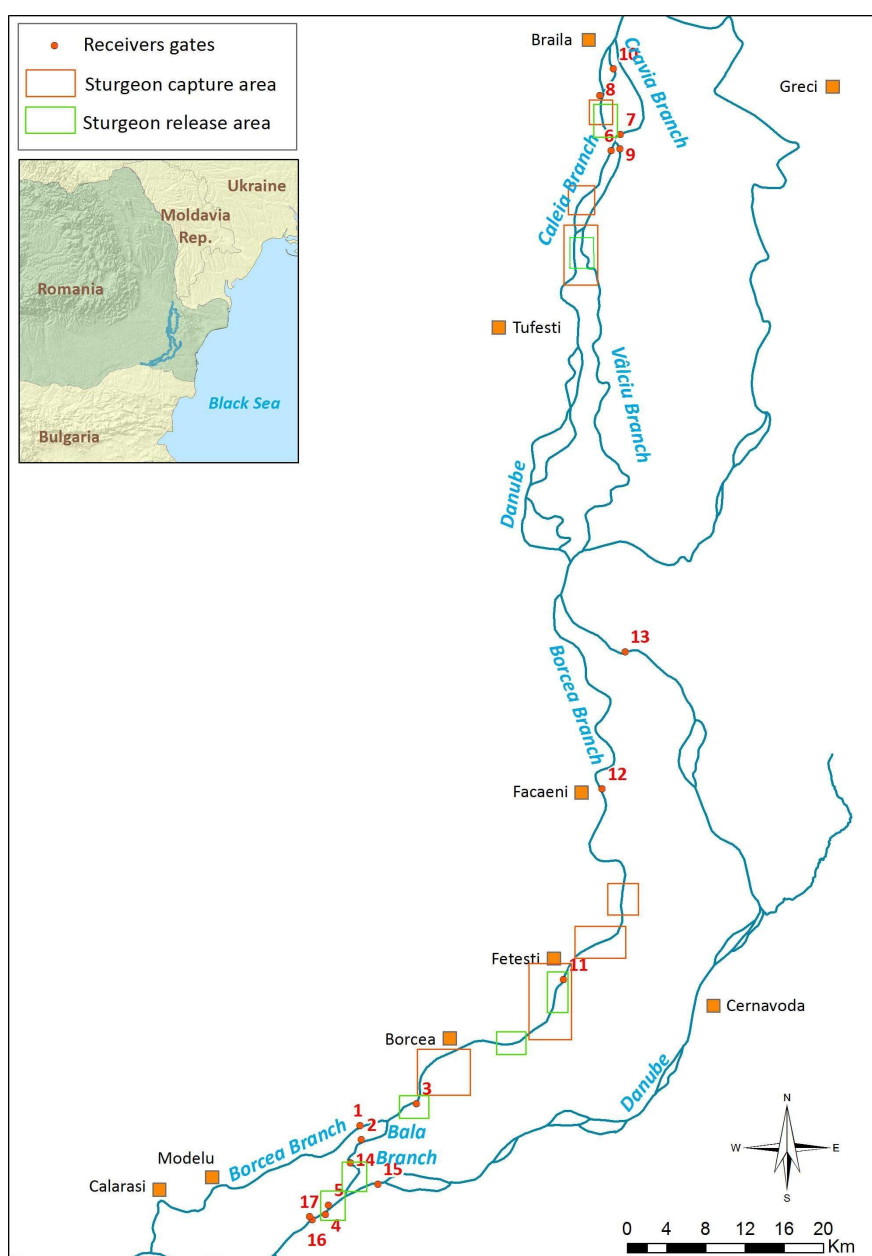 Receivers gates
Sturgeon capture area
Sturgeon release area
Ukraine
Moldavia
Rep.
Romania
Black Sea
Bulgaria
Braila
10
Cravia Branch
Greci
8
7
6
9
Caleia Branch
Tufesti
Vâlciu Branch
Danube
13
Borcea Branch
12
Facaeni
Fetesti
11
Cernavoda
Borcea
Danube
3
1
2
Bala
Branch
Borcea Branch
14
15
Modelu
Calarasi
5
17
4
16
N
W
E
S
0 4 8 12 16 20
Km